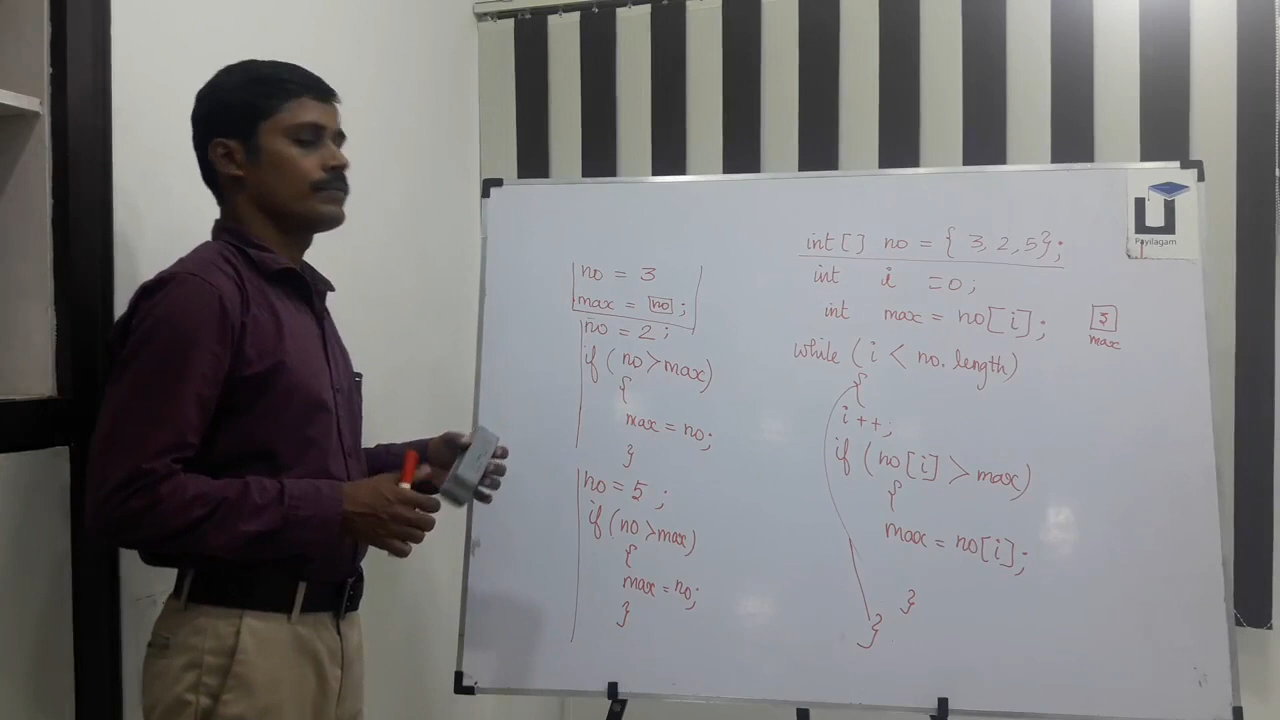 no = 3
max = no ;
no = 2 ;
if ( no > max )
{
max = no ;
}
no = 5 ;
if ( no > max )
{
max = no ;
}
int [ ] no = { 3, 2, 5 } ;
int i = 0 ;
int max = no [ i ] ;
3
max
while ( i < no. length )
{
i ++ ;
if ( no [ i ] > max )
{
max = no [ i ] ;
}
}
Payilagam